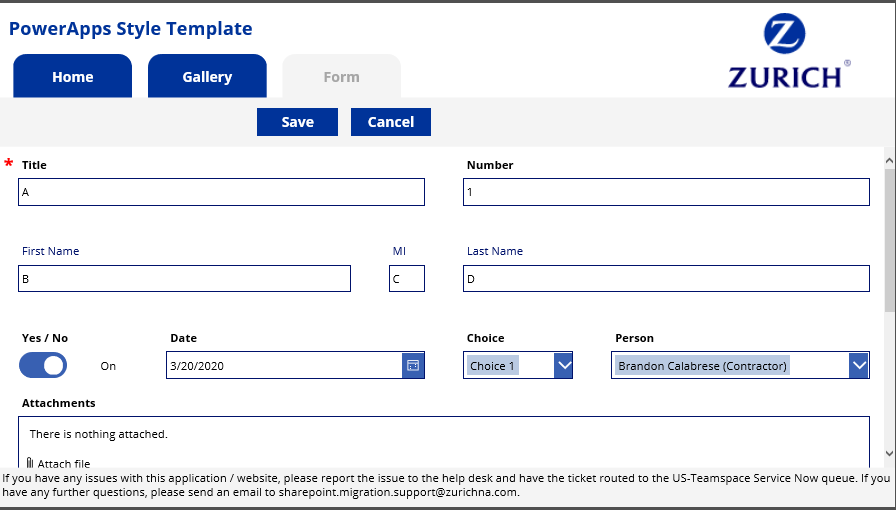 PowerApps Style Template
Z
ZURICH®
Home Gallery Form
Save Cancel
* Title Number
A 1
First Name MI Last Name
B C D
Yes / No Date Choice Person
On 3/20/2020 Choice 1 Brandon Calabrese (Contractor)
Attachments
There is nothing attached.
Attach file
If you have any issues with this application / website, please report the issue to the help desk and have the ticket routed to the US-Teamspace Service Now queue. If you
have any further questions, please send an email to sharepoint.migration.support@zurichna.com.